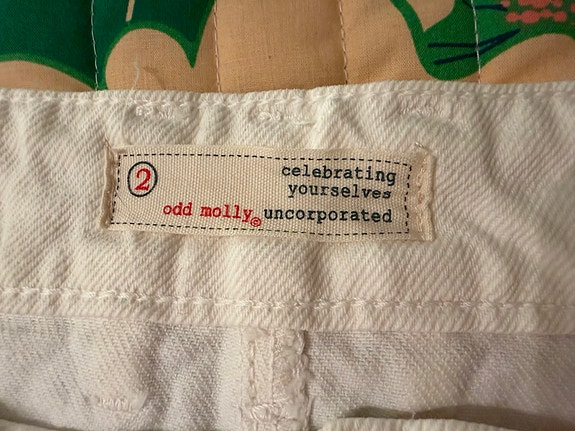 2
celebrating
yourselves
odd molly© uncorporated